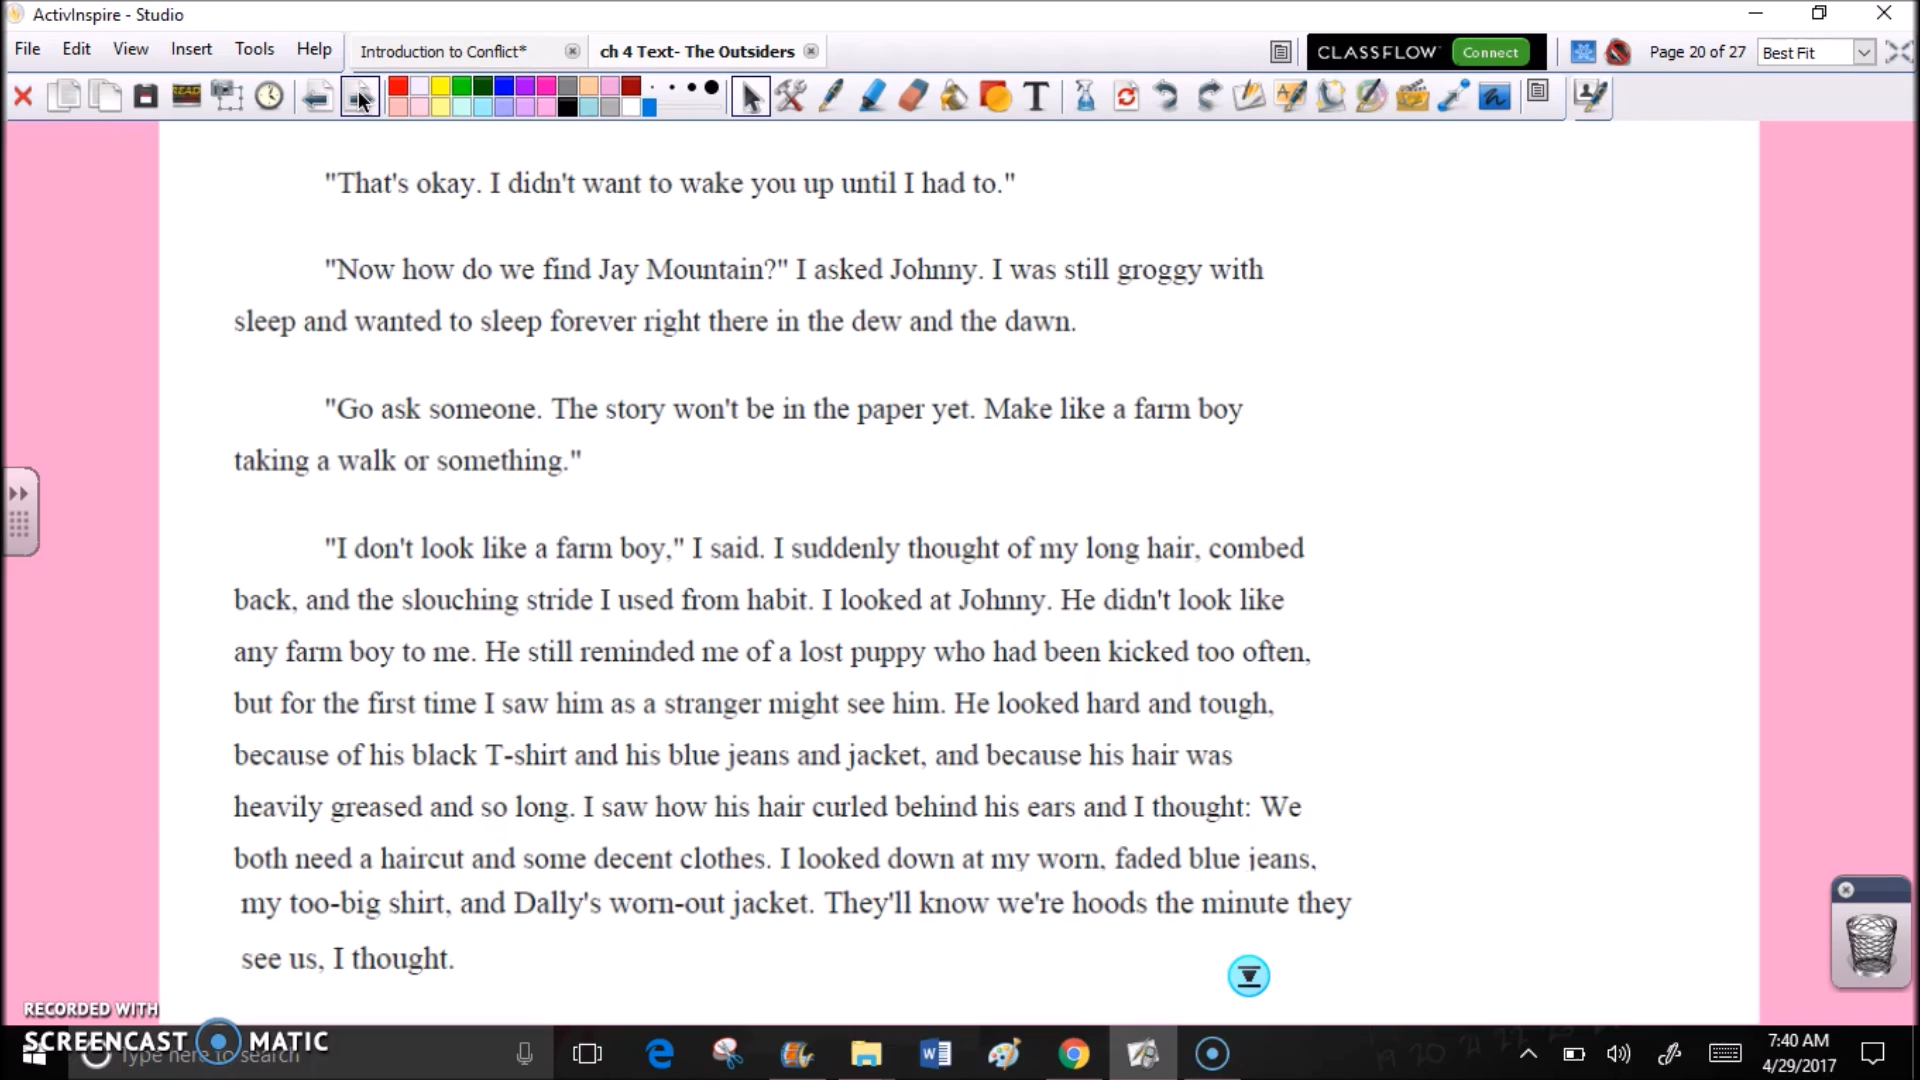 ActivInspire - Studio
File Edit View Insert Tools Help
Introduction to Conflict*
ch 4 Text- The Outsiders
CLASSFLOW Connect
Page 20 of 27
Best Fit
"That's okay. I didn't want to wake you up until I had to."
"Now how do we find Jay Mountain?" I asked Johnny. I was still groggy with
sleep and wanted to sleep forever right there in the dew and the dawn.
"Go ask someone. The story won't be in the paper yet. Make like a farm boy
taking a walk or something."
"I don't look like a farm boy," I said. I suddenly thought of my long hair, combed
back, and the slouching stride I used from habit. I looked at Johnny. He didn't look like
any farm boy to me. He still reminded me of a lost puppy who had been kicked too often,
but for the first time I saw him as a stranger might see him. He looked hard and tough,
because of his black T-shirt and his blue jeans and jacket, and because his hair was
heavily greased and so long. I saw how his hair curled behind his ears and I thought: We
both need a haircut and some decent clothes. I looked down at my worn, faded blue jeans,
my too-big shirt, and Dally's worn-out jacket. They'll know we're hoods the minute they
see us, I thought.
RECORDED WITH
SCREENCAST MATIC
Type here to search
7:40 AM
4/29/2017